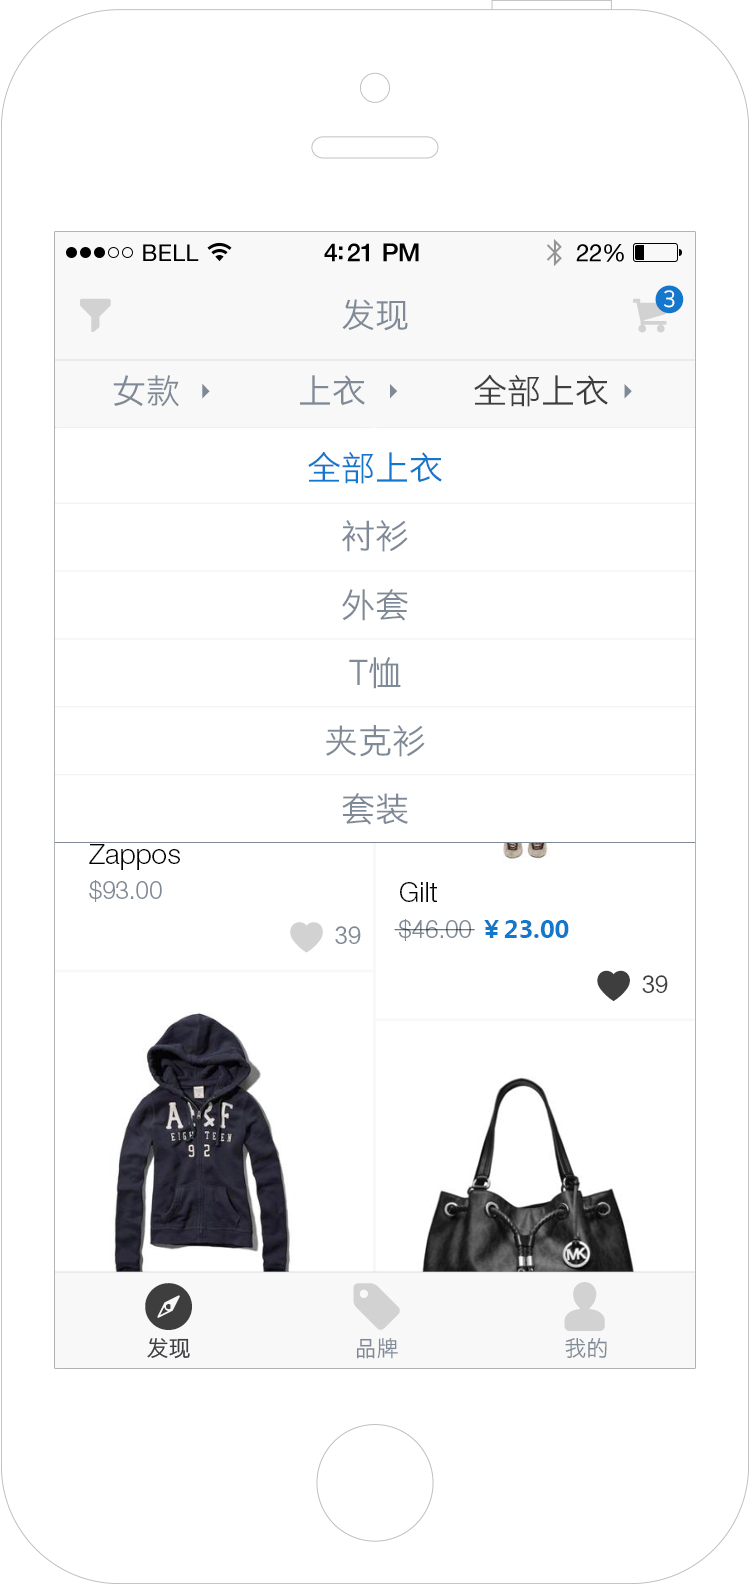 BELL 4:21 PM 22%
发现 3
女款 上衣 全部上衣
全部上衣
衬衫
外套
T恤
夹克衫
套装
Zappos
$93.00
39
Gilt
$46.00 ¥ 23.00
39
A&F
EIGHTEEN
92
MK
发现 品牌 我的